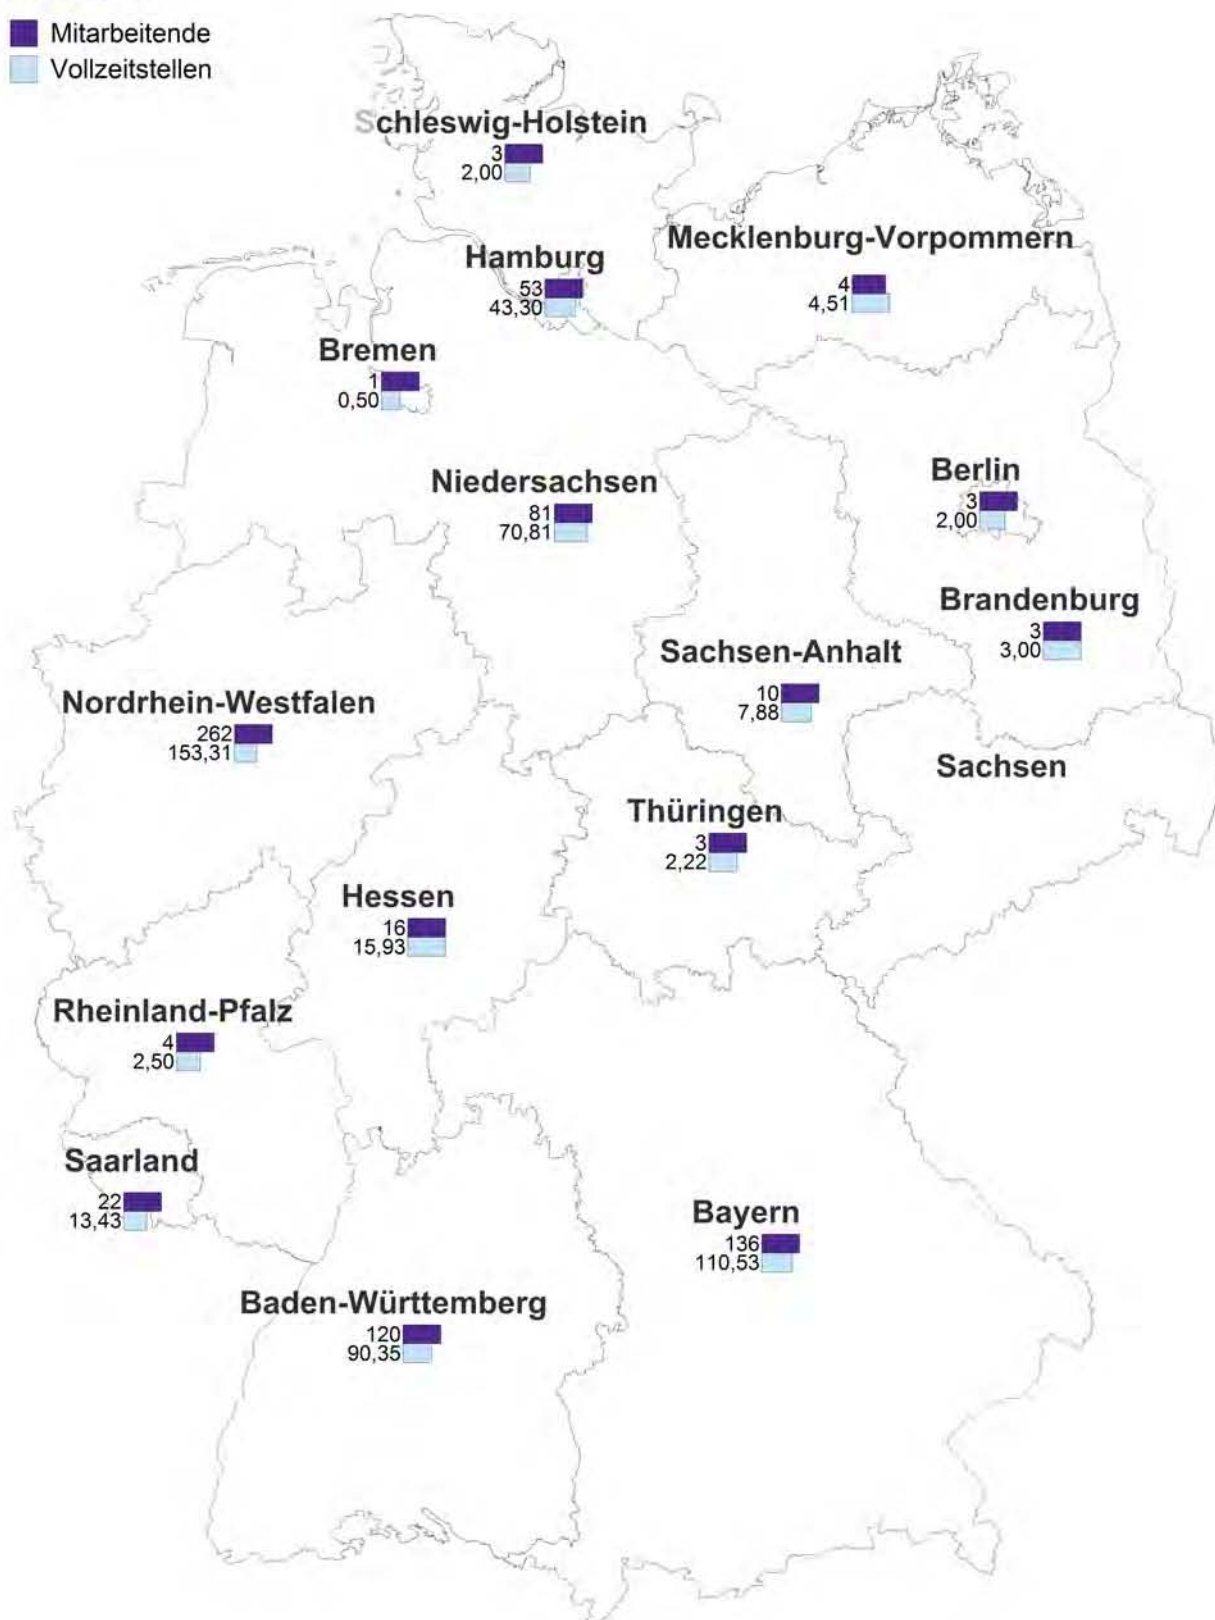 Mitarbeitende
Vollzeitstellen
Schleswig-Holstein
3
2,00
Mecklenburg-Vorpommern
4
4,51
Hamburg
53
43,30
Bremen
1
0,50
Niedersachsen
81
70,81
Berlin
3
2,00
Brandenburg
3
3,00
Sachsen-Anhalt
10
7,88
Nordrhein-Westfalen
262
153,31
Sachsen
Thüringen
3
2,22
Hessen
16
15,93
Rheinland-Pfalz
4
2,50
Saarland
22
13,43
Bayern
136
110,53
Baden-Württemberg
120
90,35